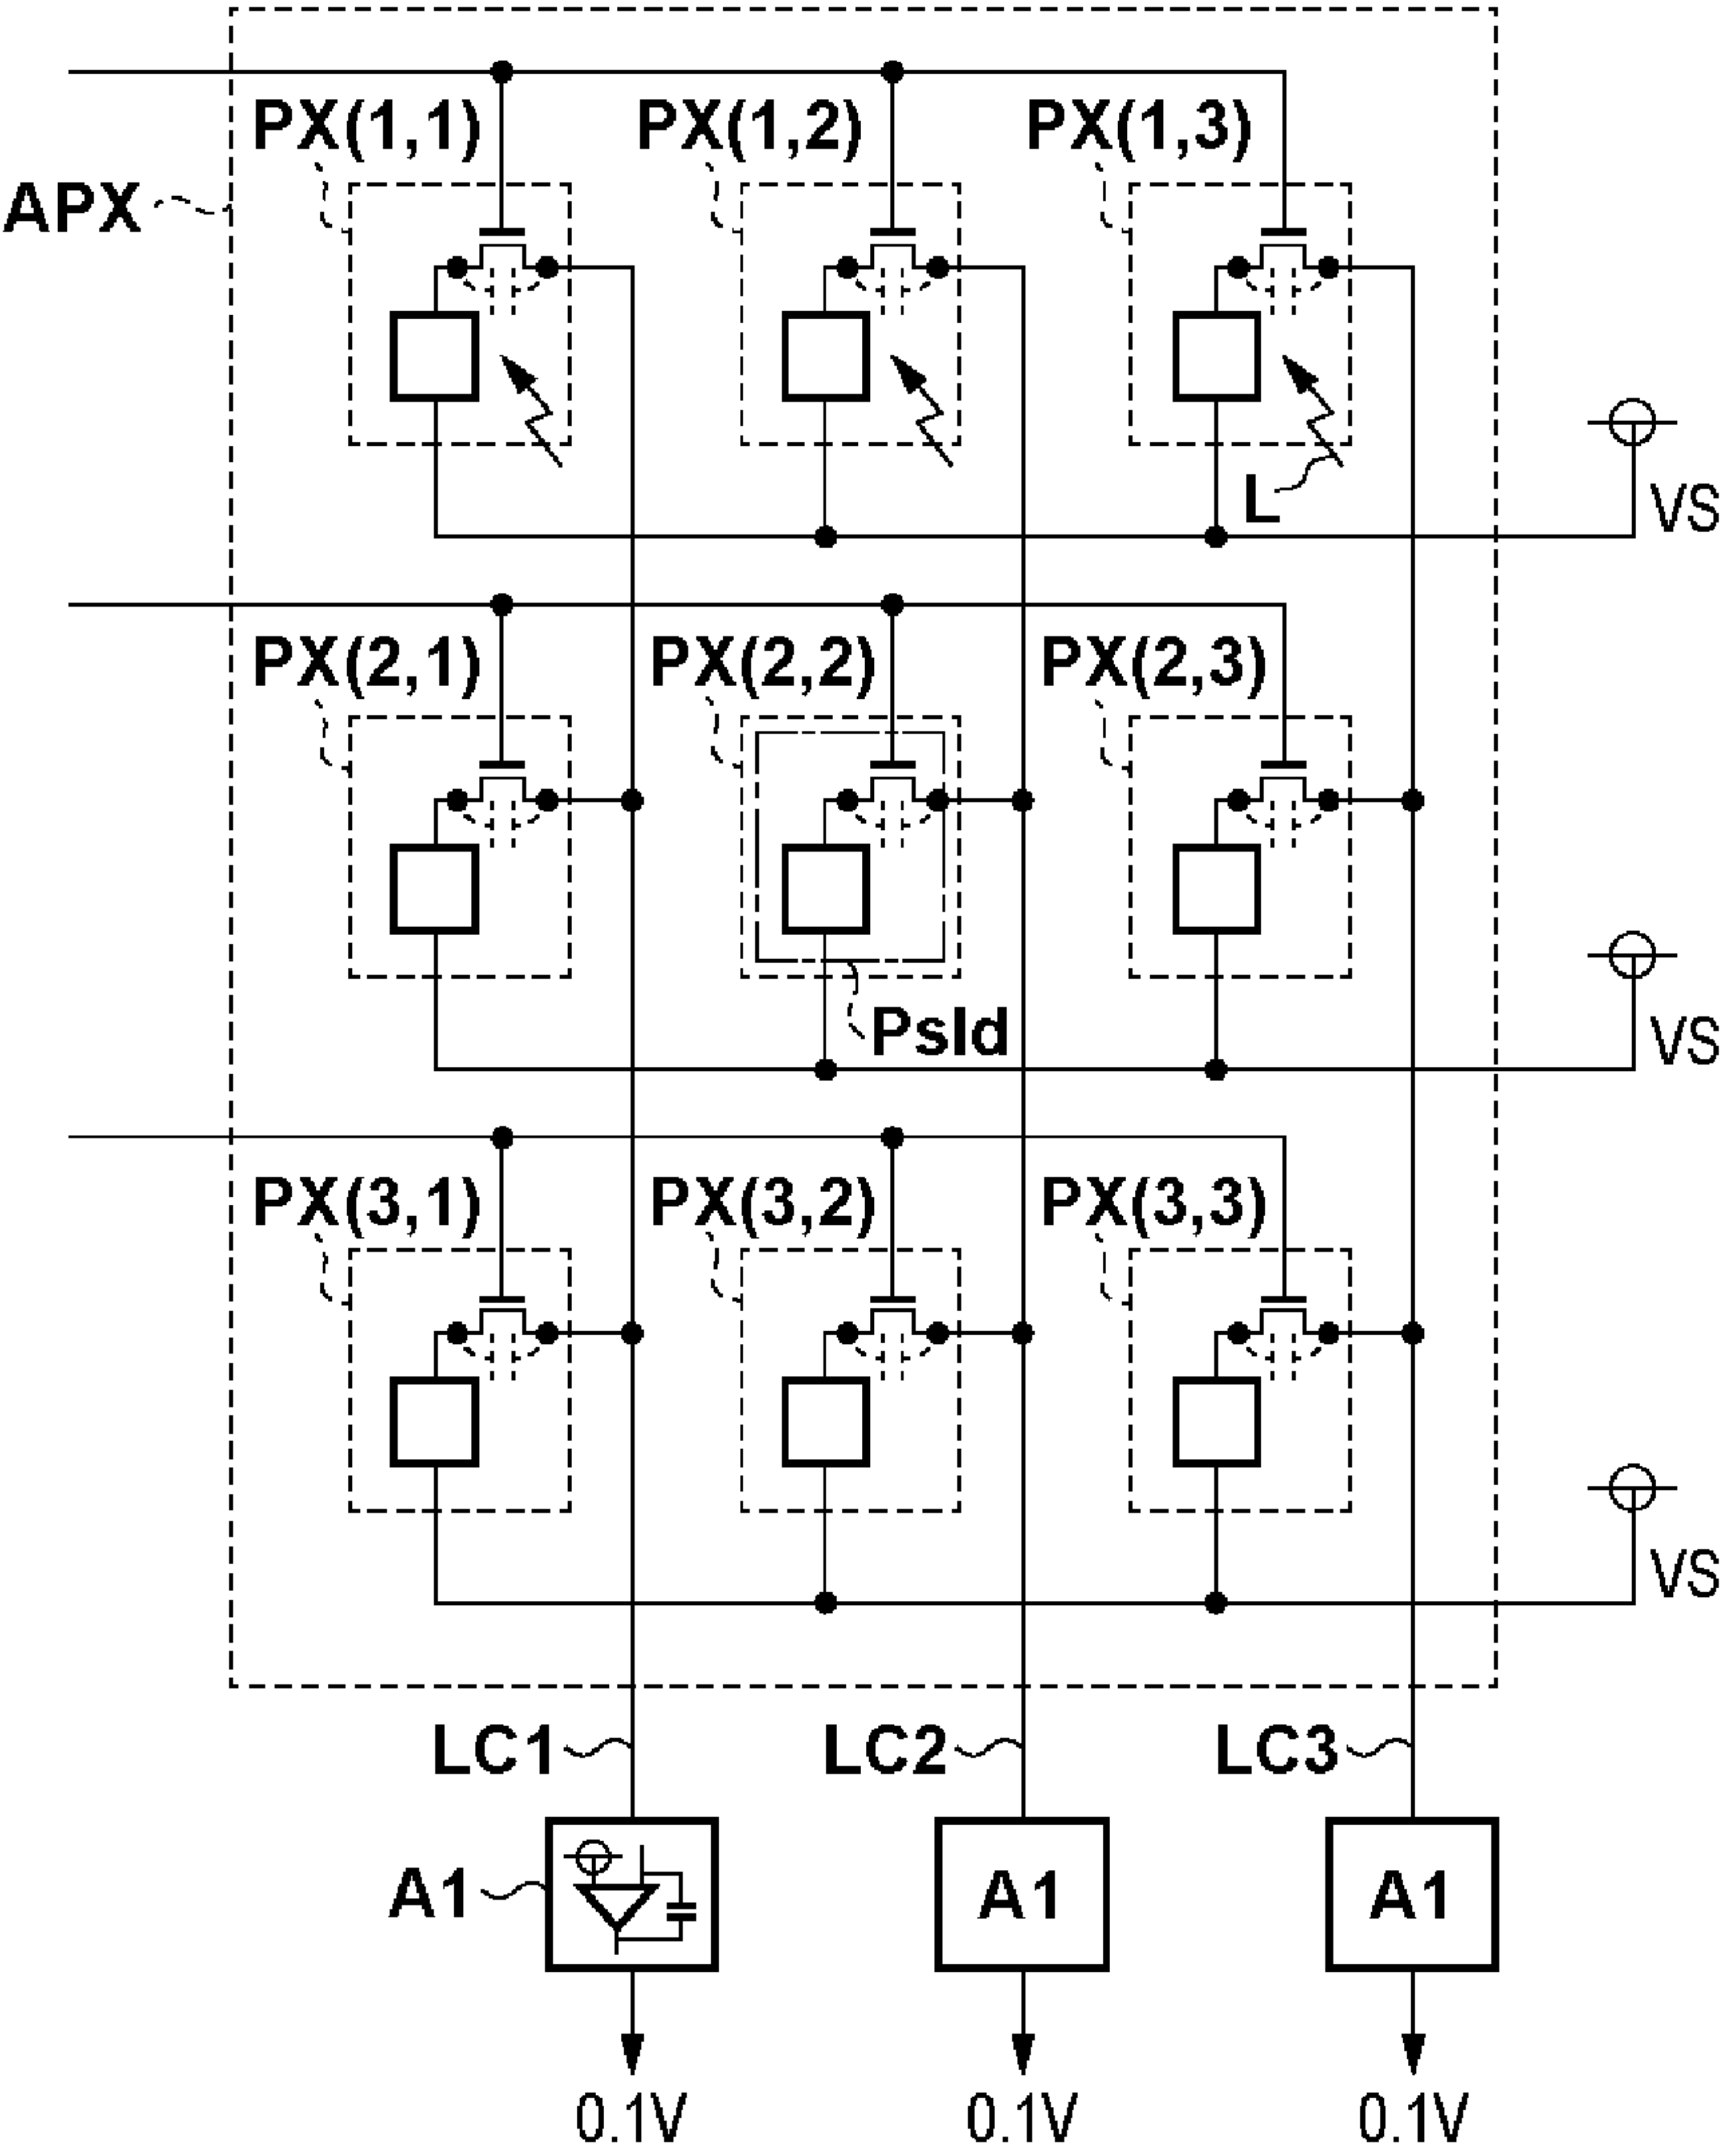 PX(1,1) PX(1,2) PX(1,3)
APX
L
VS
PX(2,1) PX(2,2) PX(2,3)
Psld
VS
PX(3,1) PX(3,2) PX(3,3)
VS
LC1 LC2 LC3
A1 A1 A1
0.1V 0.1V 0.1V